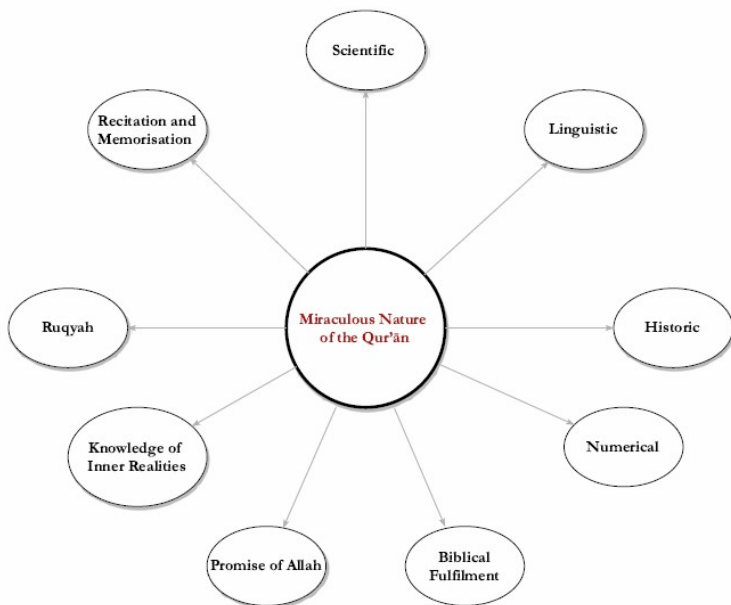 Scientific
Recitation and
Memorisation
Linguistic
Miraculous Nature
of the Qur’ān
Ruqyah
Historic
Knowledge of
Inner Realities
Numerical
Promise of Allah
Biblical
Fulfilment